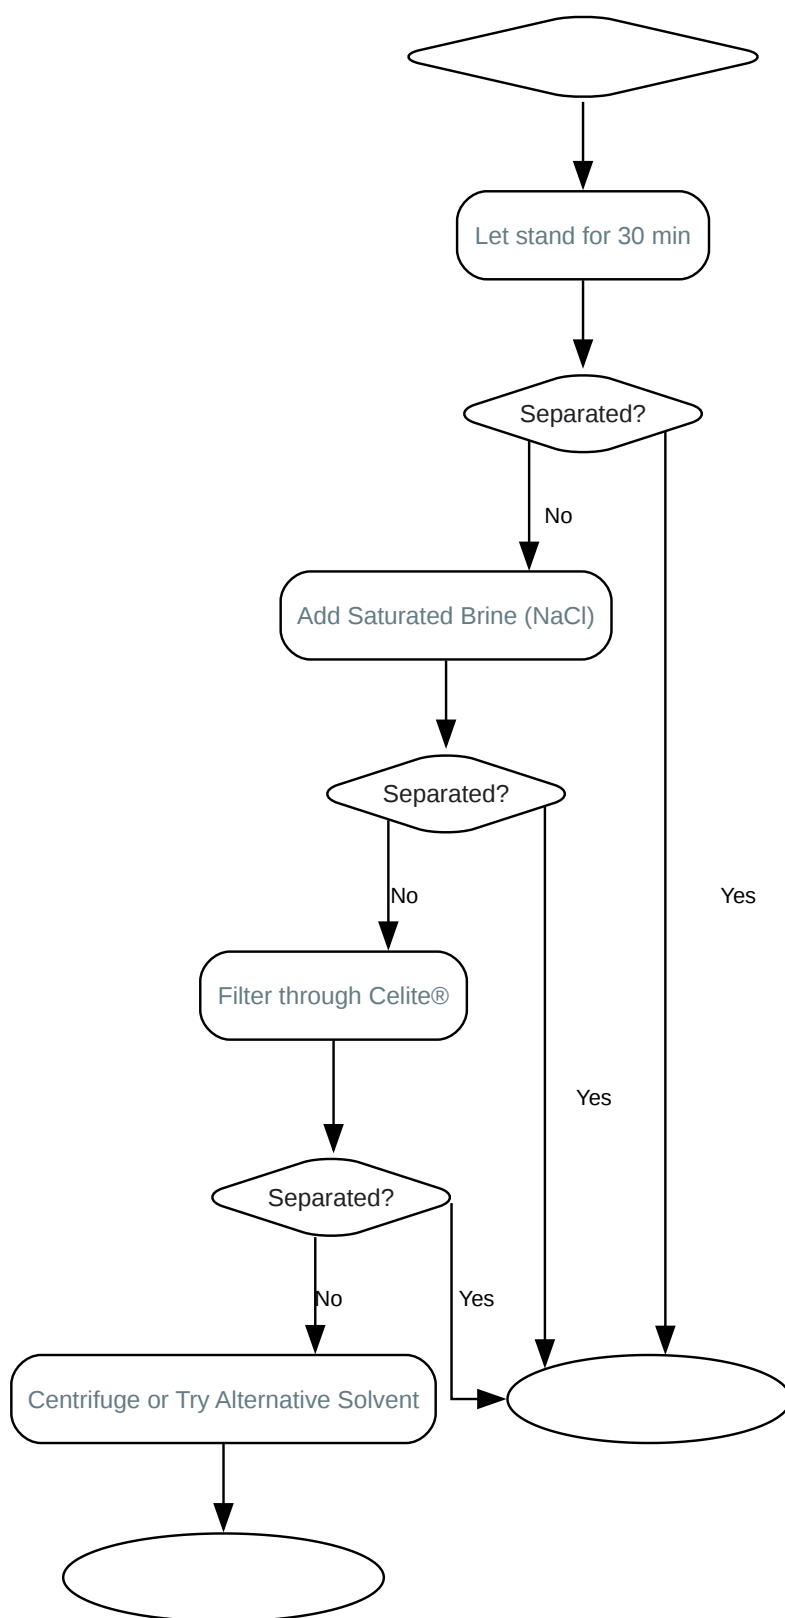 Let stand for 30 min
Separated?
No
Add Saturated Brine (NaCl)
Separated?
No
Yes
Filter through Celite®
Yes
Separated?
No
Yes
Centrifuge or Try Alternative Solvent